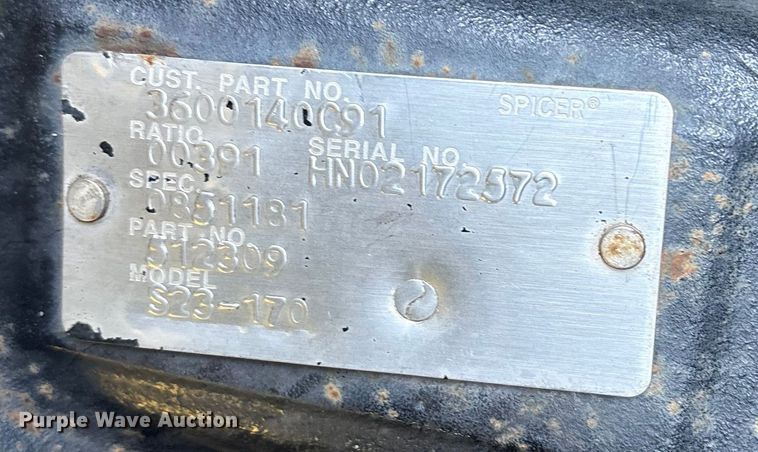 CUST. PART NO.
3600140C91
SPICER®
RATIO
SERIAL NO
00391
HN02172572
SPEC.
0851181
PART NO
512309
MODEL
S23-170
Purple Wave Auction